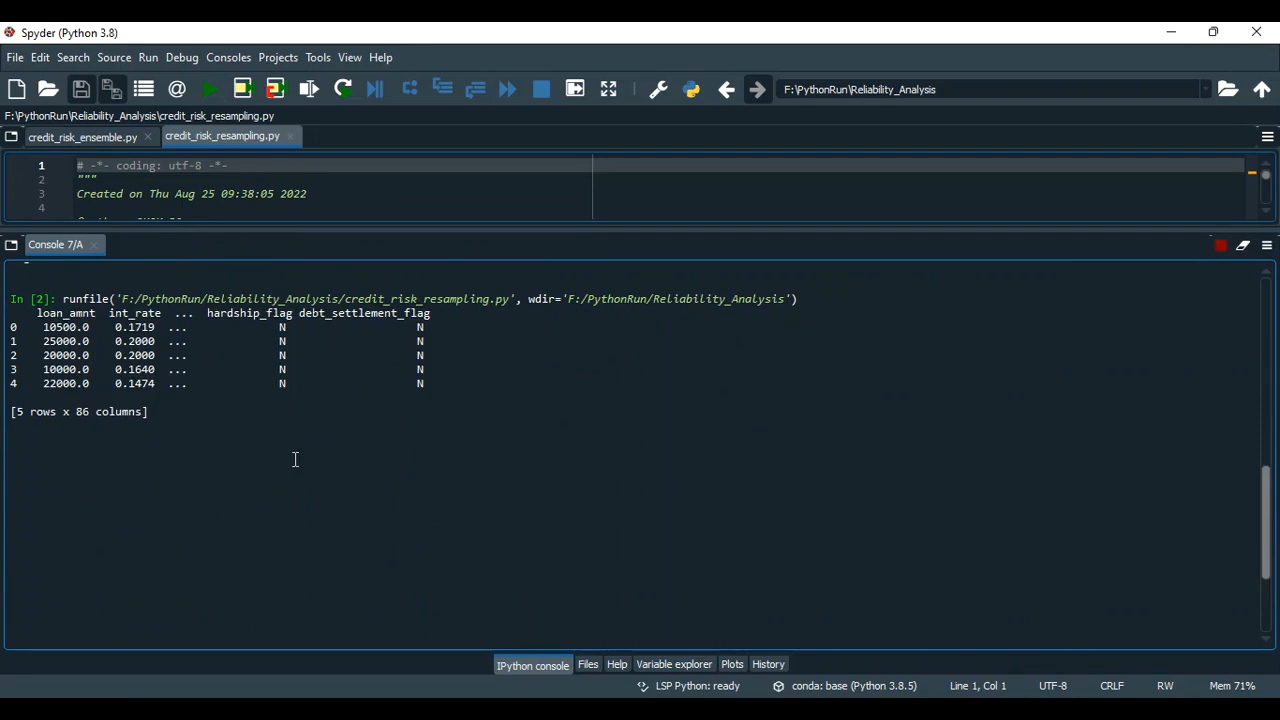 Spyder (Python 3.8)
File Edit Search Source Run Debug Consoles Projects Tools View Help
F:\PythonRun\Reliability_Analysis
F:\PythonRun\Reliability_Analysis\credit_risk_resampling.py
credit_risk_ensemble.py credit_risk_resampling.py
1 # -*- coding: utf-8 -*-
2 """
3 Created on Thu Aug 25 09:38:05 2022
4
Console 7/A
In [2]: runfile('F:/PythonRun/Reliability_Analysis/credit_risk_resampling.py', wdir='F:/PythonRun/Reliability_Analysis')
loan_amnt int_rate ... hardship_flag debt_settlement_flag
0 10500.0 0.1719 ... N N
1 25000.0 0.2000 ... N N
2 20000.0 0.2000 ... N N
3 10000.0 0.1640 ... N N
4 22000.0 0.1474 ... N N
[5 rows x 86 columns]
IPython console Files Help Variable explorer Plots History
LSP Python: ready conda: base (Python 3.8.5) Line 1, Col 1 UTF-8 CRLF RW Mem 71%